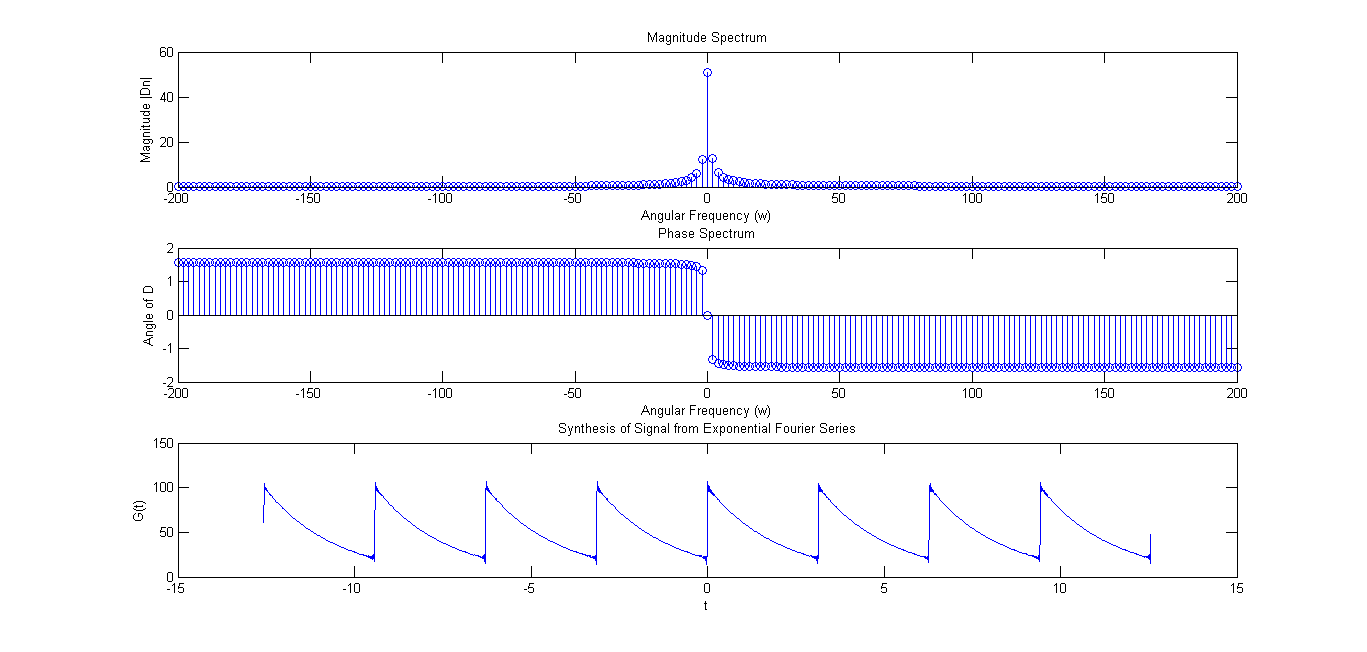 Magnitude Spectrum
60
40
20
0
Magnitude |Dn|
-200 -150 -100 -50 0 50 100 150 200
Angular Frequency (w)
Phase Spectrum
2
1
0
-1
-2
Angle of D
-200 -150 -100 -50 0 50 100 150 200
Angular Frequency (w)
Synthesis of Signal from Exponential Fourier Series
150
100
50
0
G(t)
-15 -10 -5 0 5 10 15
t